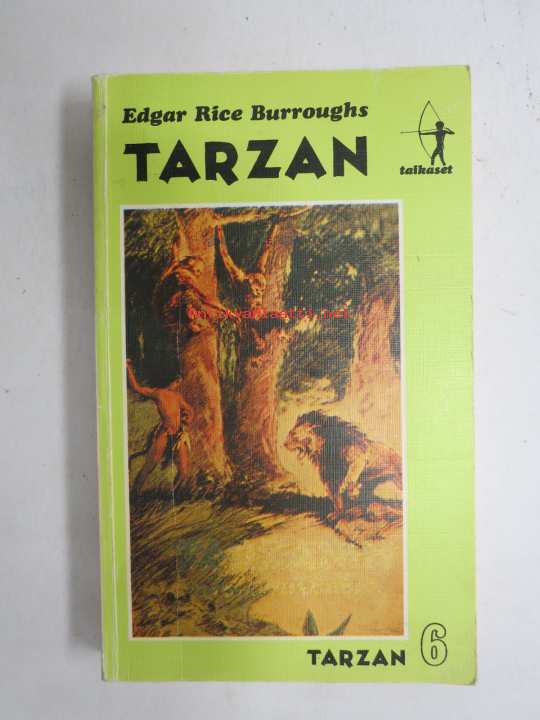 Edgar Rice Burroughs
TARZAN
taikaset
TARZAN 6